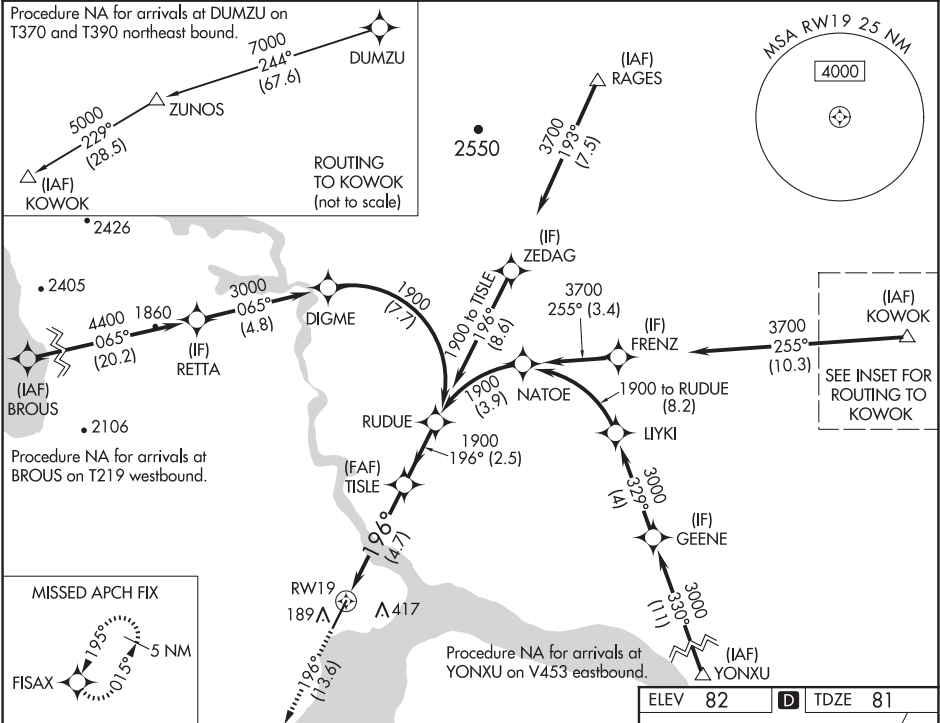 Procedure NA for arrivals at DUMZU on
T370 and T390 northeast bound.
7000
244°
(67.6)
DUMZU
ZUNOS
5000
229°
(28.5)
(IAF)
KOWOK
ROUTING
TO KOWOK
(not to scale)
MSA RW19 25 NM
4000
(IAF)
RAGES
3700
193°
(7.5)
2550
2426
2405
(IF)
ZEDAG
1900 to TISLE
196°
(8.6)
3000
065°
(4.8)
DIGME
1900
(7.7)
4400
065°
(20.2)
1860
(IF)
RETTA
(IAF)
BROUS
3700
255° (3.4)
(IF)
FRENZ
3700
255°
(10.3)
(IAF)
KOWOK
SEE INSET FOR
ROUTING TO
KOWOK
NATOE
1900
(3.9)
1900 to RUDUE
(8.2)
LIYKI
RUDUE
2106
Procedure NA for arrivals at
BROUS on T219 westbound.
1900
196° (2.5)
(FAF)
TISLE
3000
329°
(4)
(IF)
GEENE
196°
(4.7)
3000
330°
(11)
RW19
189
417
MISSED APCH FIX
195°
015°
5 NM
FISAX
196°
(13.6)
Procedure NA for arrivals at
YONXU on V453 eastbound.
(IAF)
YONXU
ELEV 82 D TDZE 81